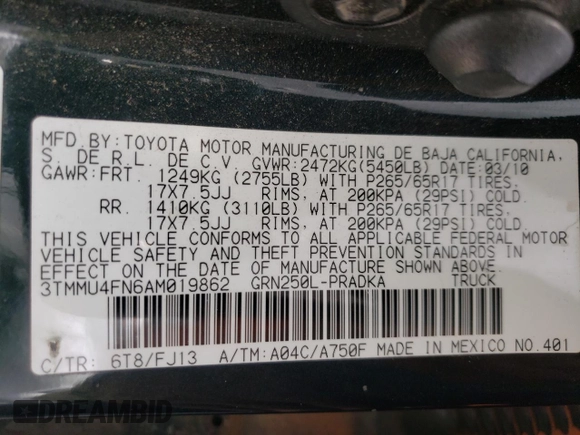 MFD.BY:TOYOTA MOTOR MANUFACTURING DE BAJA CALIFORNIA,
S. DE R.L. DE C.V. GVWR:2472KG(5450LB) DATE:03/10
GAWR:FRT. 1249KG (2755LB) WITH P265/65R17 TIRES,
17X7.5JJ RIMS, AT 200KPA (29PSI) COLD.
RR. 1410KG (3110LB) WITH P265/65R17 TIRES,
17X7.5JJ RIMS, AT 200KPA (29PSI) COLD.
THIS VEHICLE CONFORMS TO ALL APPLICABLE FEDERAL MOTOR
VEHICLE SAFETY AND THEFT PREVENTION STANDARDS IN
EFFECT ON THE DATE OF MANUFACTURE SHOWN ABOVE.
3TMMU4FN6AM019862 GRN250L-PRADKA TRUCK
C/TR: 6T8/FJ13 A/TM:A04C/A750F MADE IN MEXICO NO.401
DREAMBID